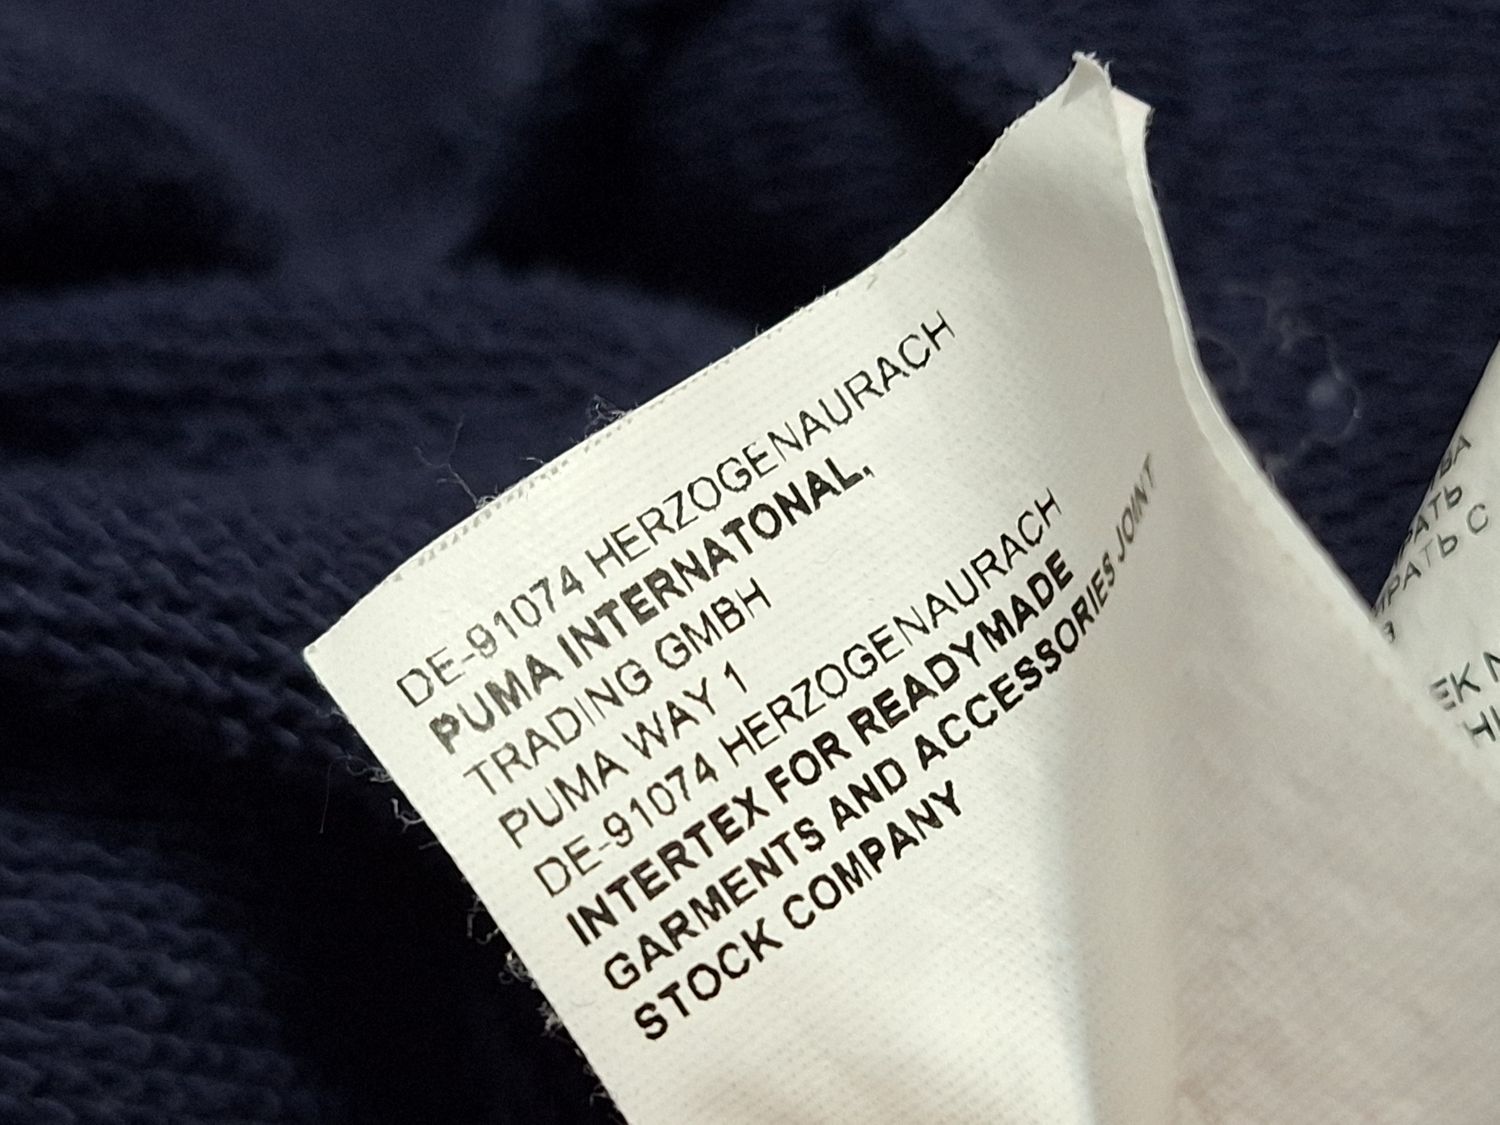 DE-91074 HERZOGENAURACH
PUMA INTERNATONAL.
TRADING GMBH
PUMA WAY 1
DE-91074 HERZOGENAURACH
INTERTEX FOR READYMADE
GARMENTS AND ACCESSORIES JOINT
STOCK COMPANY